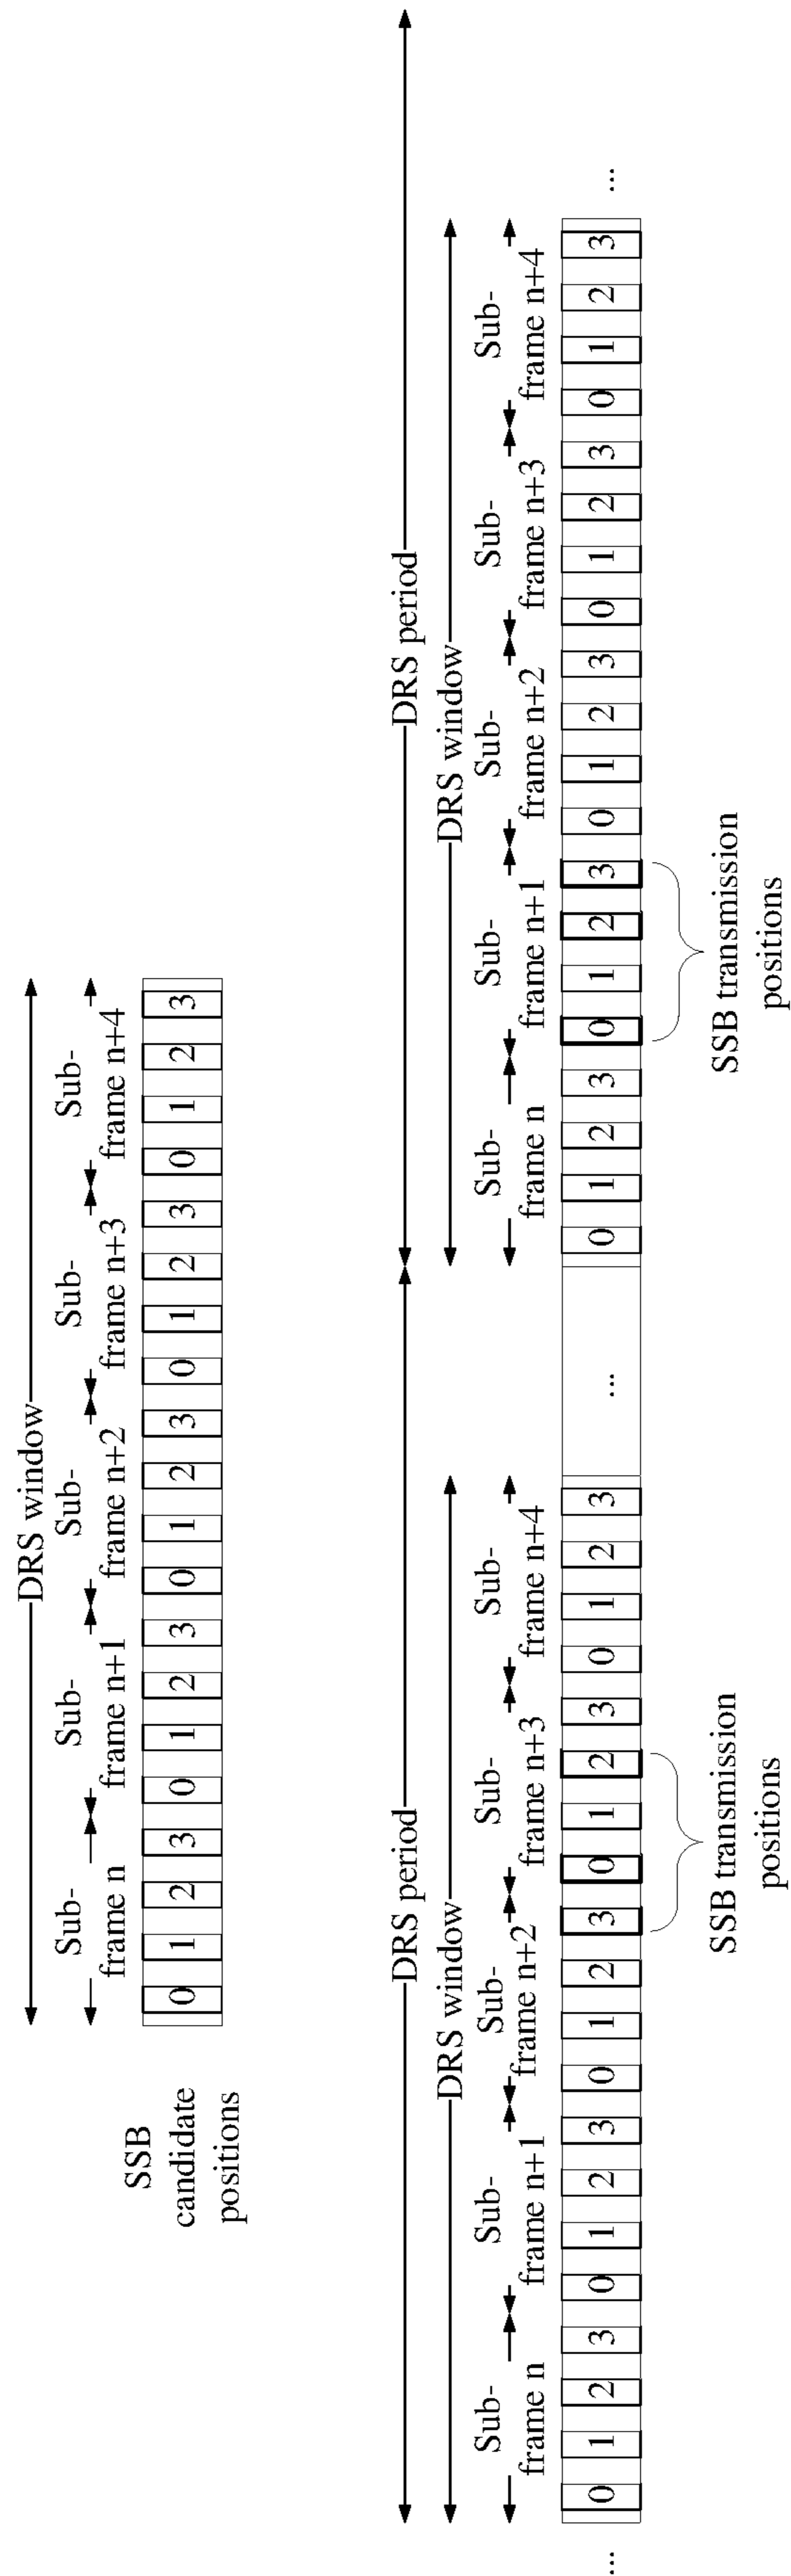 DRS window
Sub-
frame n
Sub-
frame n+1
Sub-
frame n+2
Sub-
frame n+3
Sub-
frame n+4
SSB
candidate
positions
0 1 2 3 0 1 2 3 0 1 2 3 0 1 2 3 0 1 2 3
DRS period
DRS period
DRS window
DRS window
Sub-
frame n
Sub-
frame n+1
Sub-
frame n+2
Sub-
frame n+3
Sub-
frame n+4
Sub-
frame n
Sub-
frame n+1
Sub-
frame n+2
Sub-
frame n+3
Sub-
frame n+4
... 0 1 2 3 0 1 2 3 0 1 2 3 0 1 2 3 0 1 2 3 ... 0 1 2 3 0 1 2 3 0 1 2 3 0 1 2 3 0 1 2 3 ...
SSB transmission
positions
SSB transmission
positions